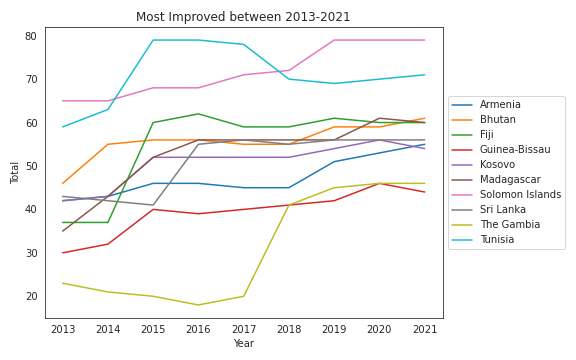 Most Improved between 2013-2021
80
70
60
50
40
30
20
Total
2013 2014 2015 2016 2017 2018 2019 2020 2021
Year
Armenia
Bhutan
Fiji
Guinea-Bissau
Kosovo
Madagascar
Solomon Islands
Sri Lanka
The Gambia
Tunisia